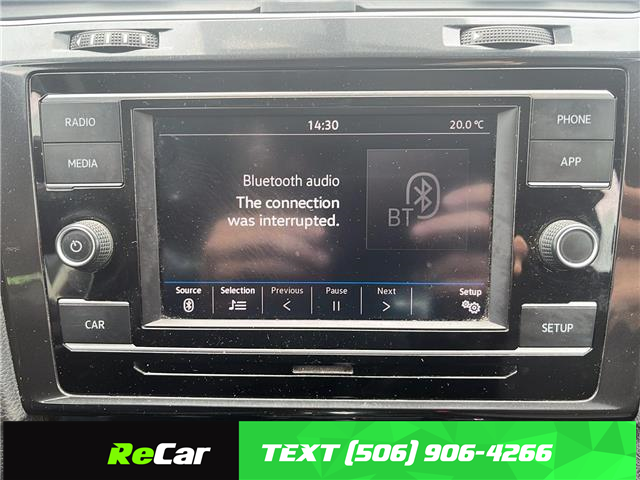 14:30 20.0 °C
RADIO
PHONE
MEDIA
APP
Bluetooth audio
The connection
was interrupted.
BT
Source Selection Previous Pause Next Setup
CAR
SETUP
ReCar TEXT (506) 906-4266